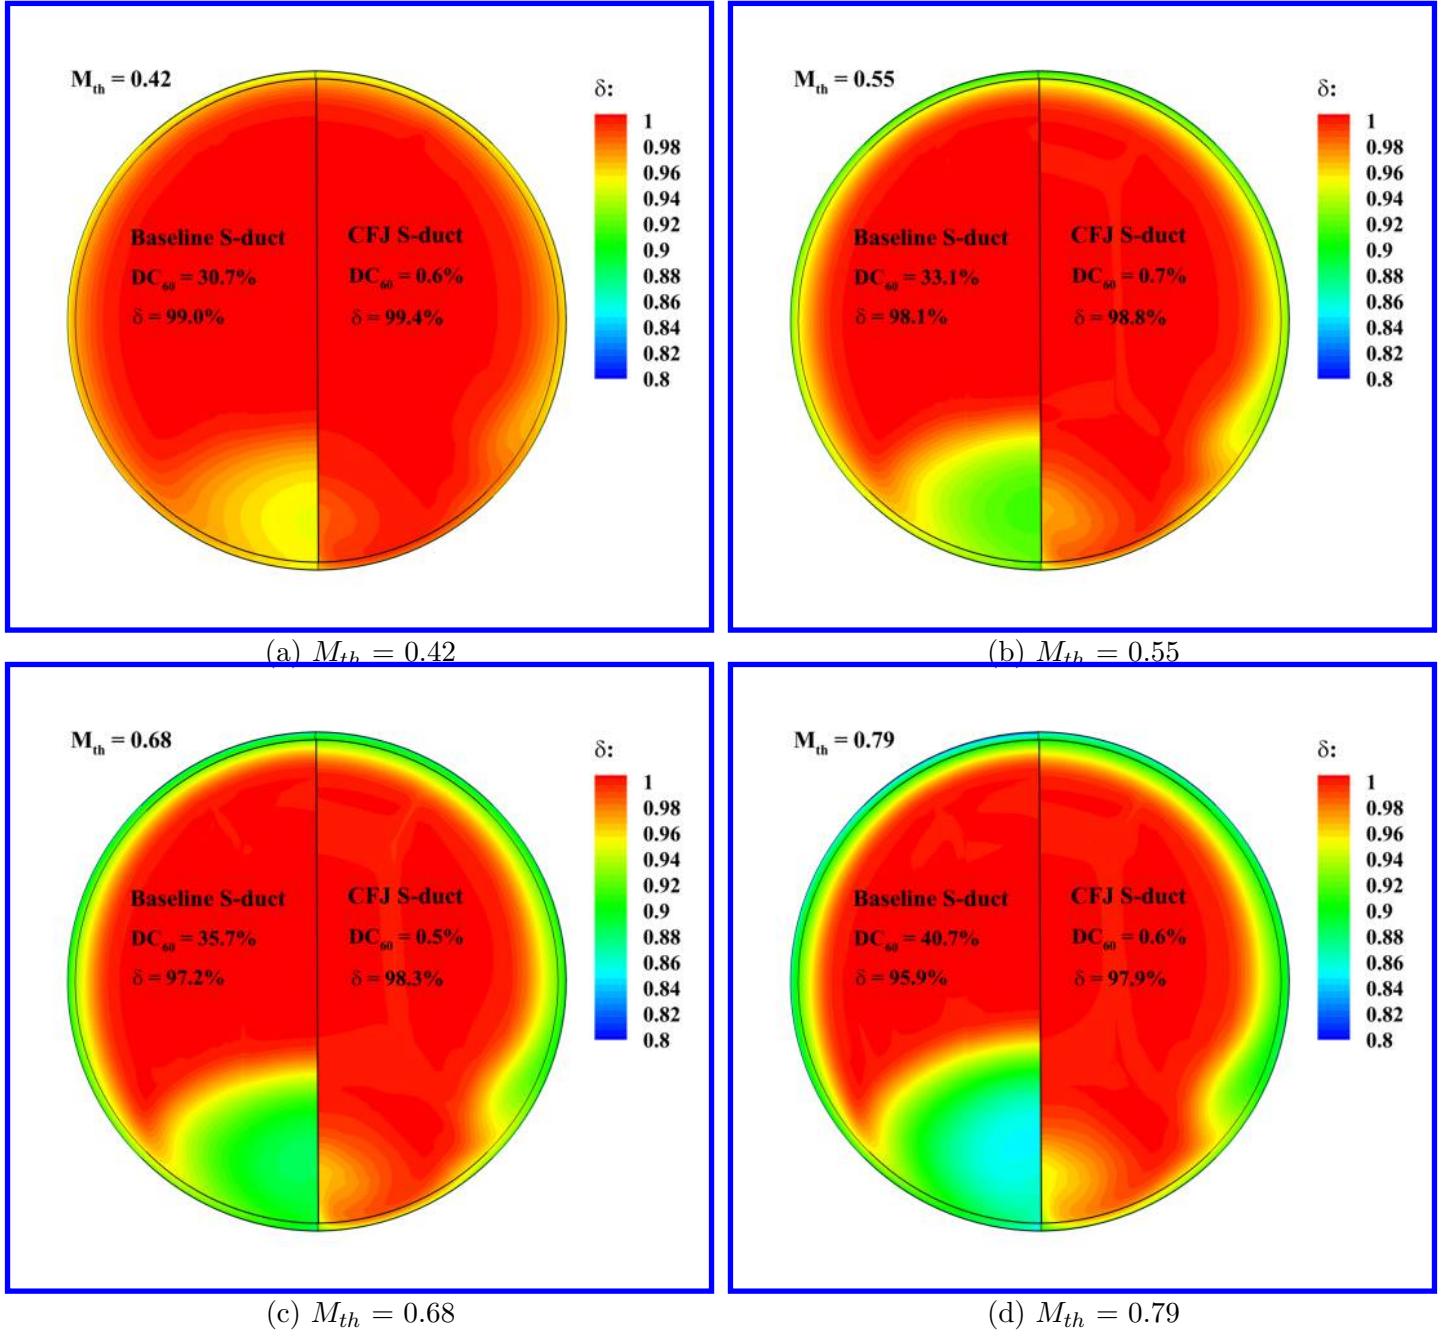 M_th = 0.42
δ:
1
0.98
0.96
0.94
0.92
0.9
0.88
0.86
0.84
0.82
0.8
Baseline S-duct
DC_60 = 30.7%
δ = 99.0%
CFJ S-duct
DC_60 = 0.6%
δ = 99.4%
(a) M_th = 0.42
M_th = 0.55
δ:
1
0.98
0.96
0.94
0.92
0.9
0.88
0.86
0.84
0.82
0.8
Baseline S-duct
DC_60 = 33.1%
δ = 98.1%
CFJ S-duct
DC_60 = 0.7%
δ = 98.8%
(b) M_th = 0.55
M_th = 0.68
δ:
1
0.98
0.96
0.94
0.92
0.9
0.88
0.86
0.84
0.82
0.8
Baseline S-duct
DC_60 = 35.7%
δ = 97.2%
CFJ S-duct
DC_60 = 0.5%
δ = 98.3%
(c) M_th = 0.68
M_th = 0.79
δ:
1
0.98
0.96
0.94
0.92
0.9
0.88
0.86
0.84
0.82
0.8
Baseline S-duct
DC_60 = 40.7%
δ = 95.9%
CFJ S-duct
DC_60 = 0.6%
δ = 97.9%
(d) M_th = 0.79